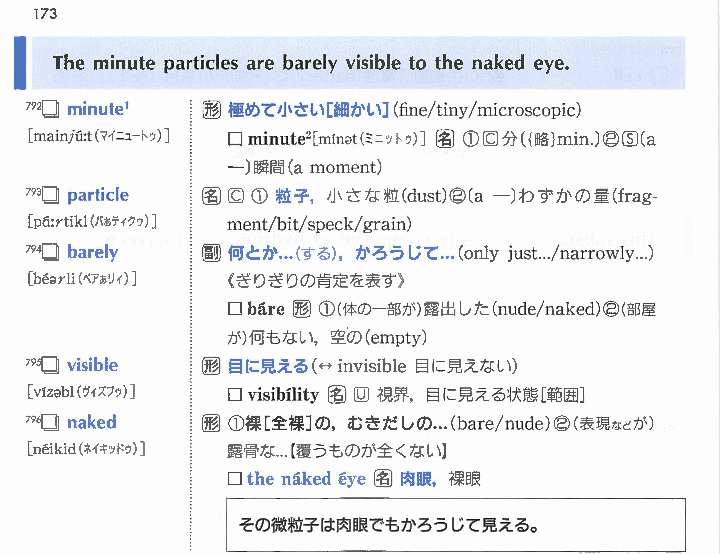 173
The minute particles are barely visible to the naked eye.
792□ minute¹ 形 極めて小さい[細かい](fine/tiny/microscopic)
[mainjúːt(マイニュートゥ)] □ minute²[mínət(ミニットゥ)] 名 ①Ⓒ分({略}min.)②Ⓢ(a
―)瞬間(a moment)
793□ particle 名 Ⓒ ① 粒子, 小さな粒(dust)②(a ―)わずかの量(frag-
[pɑ́ːrtikl(パぁティクゥ)] ment/bit/speck/grain)
794□ barely 副 何とか…(する), かろうじて…(only just.../narrowly...)
[béərli(ベアぁリィ)] 《ぎりぎりの肯定を表す》
□ báre 形 ①(体の一部が)露出した(nude/naked)②(部屋
が)何もない, 空の(empty)
795□ visible 形 目に見える(↔ invisible 目に見えない)
[vízəbl(ヴィズブゥ)] □ visibílity 名 Ⓤ 視界, 目に見える状態[範囲]
796□ naked 形 ①裸[全裸]の, むきだしの…(bare/nude)②(表現などが)
[néikid(ネイキッドゥ)] 露骨な…【覆うものが全くない】
□ the náked éye 名 肉眼, 裸眼
その微粒子は肉眼でもかろうじて見える。